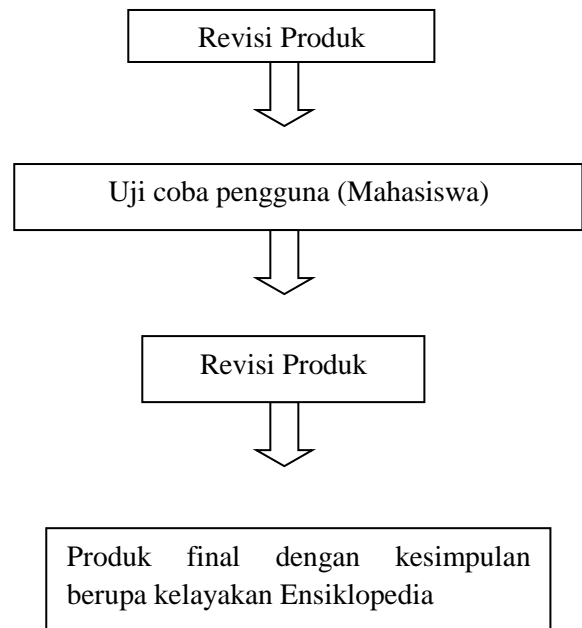 Revisi Produk
Uji coba pengguna (Mahasiswa)
Revisi Produk
Produk final dengan kesimpulan
berupa kelayakan Ensiklopedia